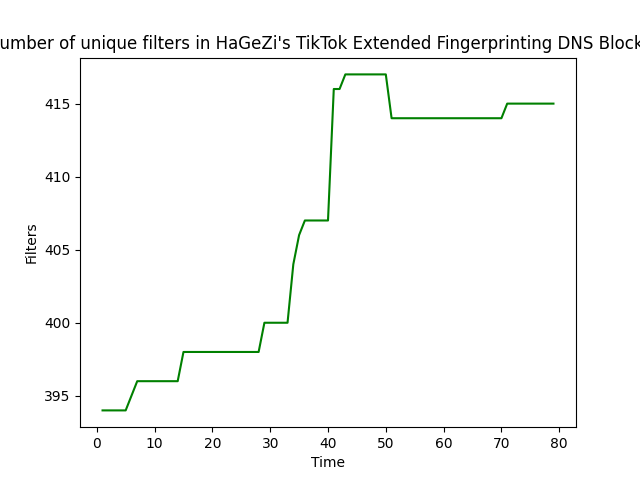 umber of unique filters in HaGeZi's TikTok Extended Fingerprinting DNS Block
415
410
405
400
395
Filters
0 10 20 30 40 50 60 70 80
Time